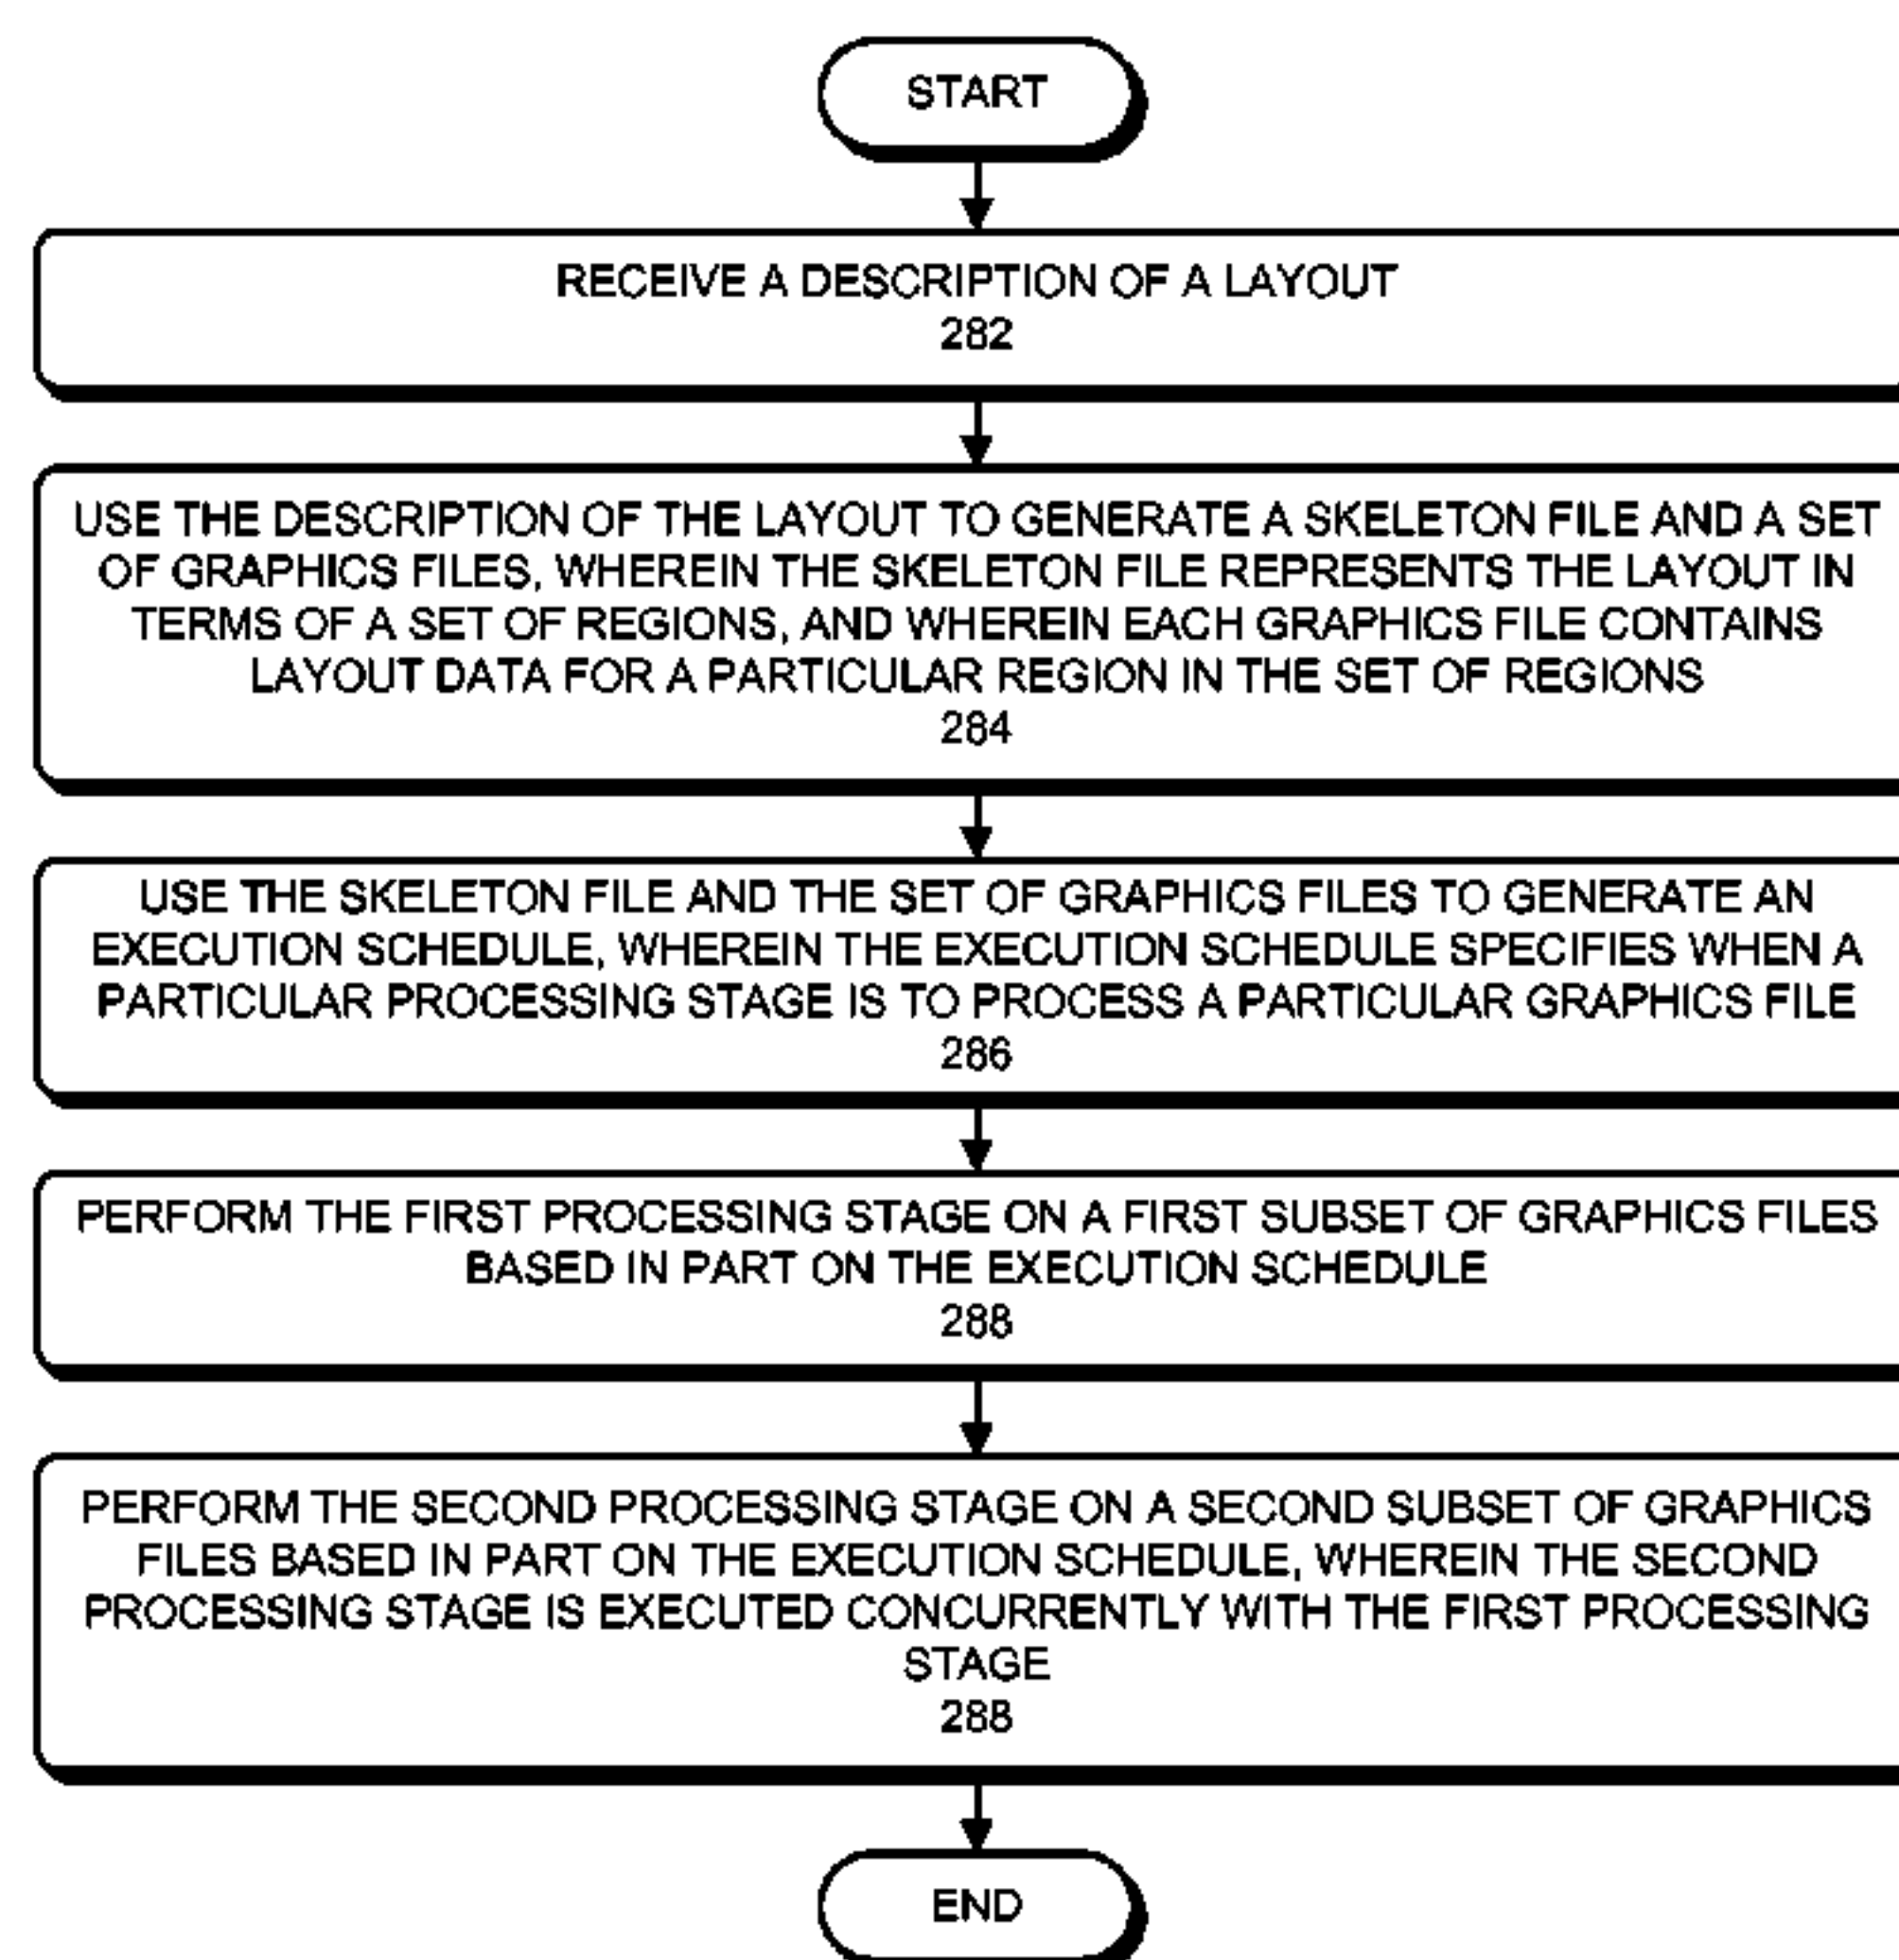 START
RECEIVE A DESCRIPTION OF A LAYOUT
282
USE THE DESCRIPTION OF THE LAYOUT TO GENERATE A SKELETON FILE AND A SET
OF GRAPHICS FILES, WHEREIN THE SKELETON FILE REPRESENTS THE LAYOUT IN
TERMS OF A SET OF REGIONS, AND WHEREIN EACH GRAPHICS FILE CONTAINS
LAYOUT DATA FOR A PARTICULAR REGION IN THE SET OF REGIONS
284
USE THE SKELETON FILE AND THE SET OF GRAPHICS FILES TO GENERATE AN
EXECUTION SCHEDULE, WHEREIN THE EXECUTION SCHEDULE SPECIFIES WHEN A
PARTICULAR PROCESSING STAGE IS TO PROCESS A PARTICULAR GRAPHICS FILE
286
PERFORM THE FIRST PROCESSING STAGE ON A FIRST SUBSET OF GRAPHICS FILES
BASED IN PART ON THE EXECUTION SCHEDULE
288
PERFORM THE SECOND PROCESSING STAGE ON A SECOND SUBSET OF GRAPHICS
FILES BASED IN PART ON THE EXECUTION SCHEDULE, WHEREIN THE SECOND
PROCESSING STAGE IS EXECUTED CONCURRENTLY WITH THE FIRST PROCESSING
STAGE
288
END